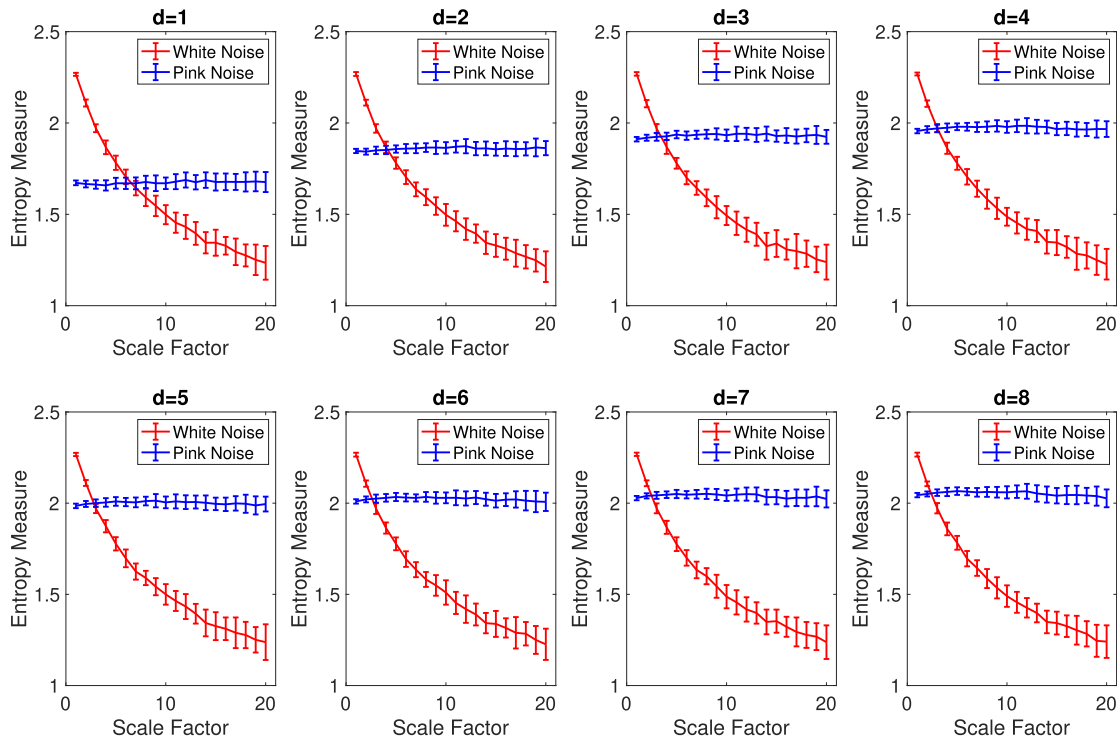 d=1
2.5
2
1.5
1
Entropy Measure
White Noise
Pink Noise
0
10
20
Scale Factor
d=2
2.5
2
1.5
1
Entropy Measure
White Noise
Pink Noise
0
10
20
Scale Factor
d=3
2.5
2
1.5
1
Entropy Measure
White Noise
Pink Noise
0
10
20
Scale Factor
d=4
2.5
2
1.5
1
Entropy Measure
White Noise
Pink Noise
0
10
20
Scale Factor
d=5
2.5
2
1.5
1
Entropy Measure
White Noise
Pink Noise
0
10
20
Scale Factor
d=6
2.5
2
1.5
1
Entropy Measure
White Noise
Pink Noise
0
10
20
Scale Factor
d=7
2.5
2
1.5
1
Entropy Measure
White Noise
Pink Noise
0
10
20
Scale Factor
d=8
2.5
2
1.5
1
Entropy Measure
White Noise
Pink Noise
0
10
20
Scale Factor